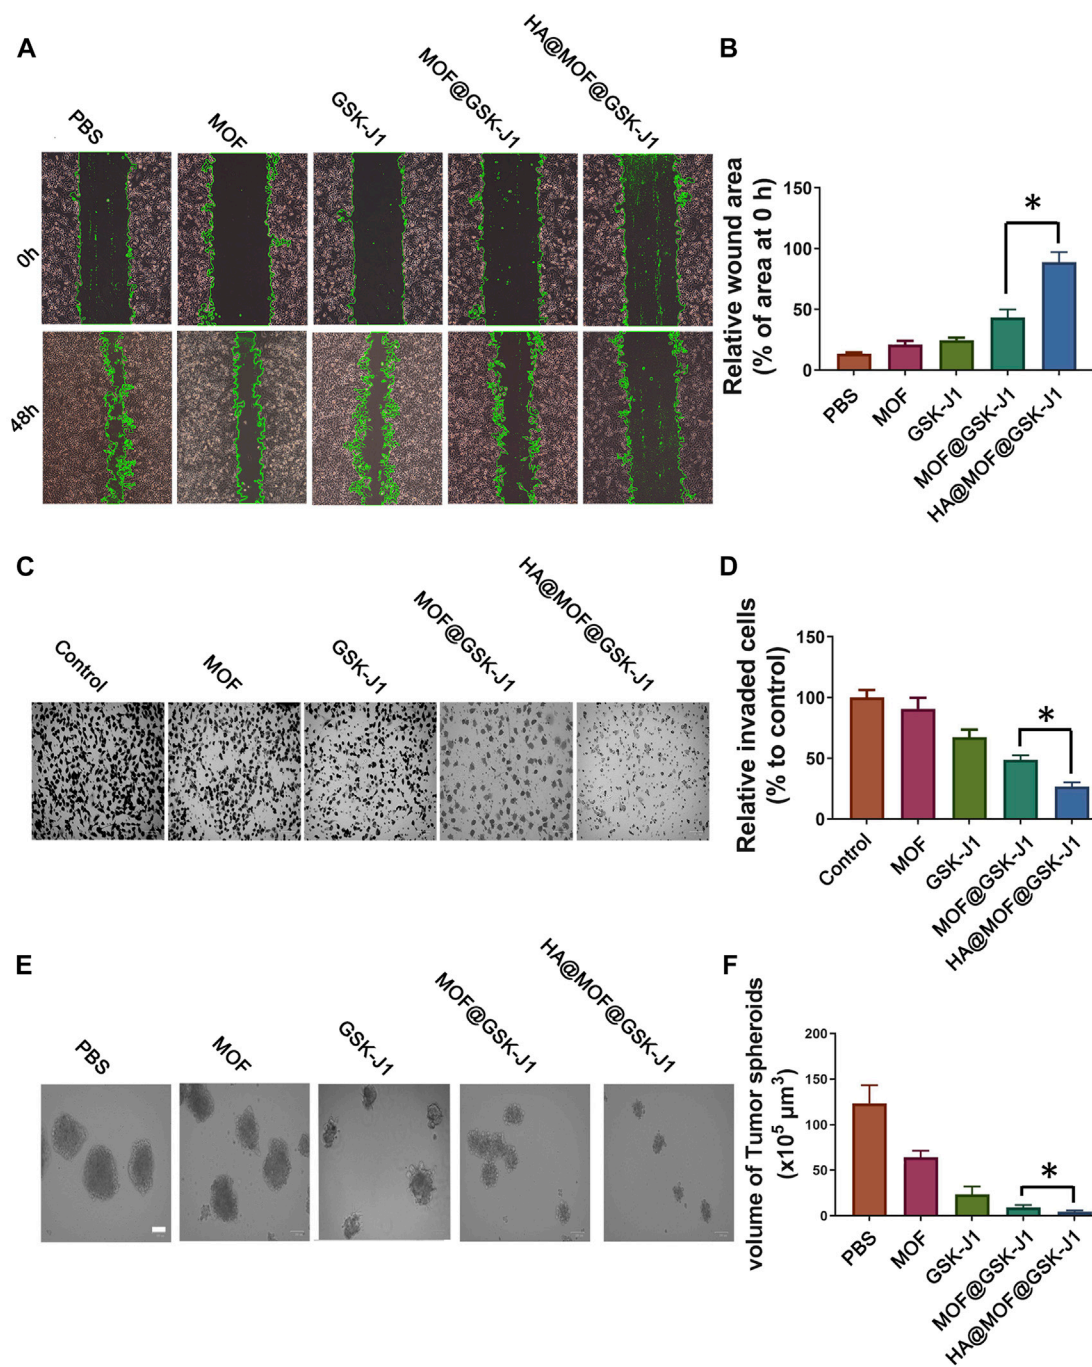 A
PBS
MOF
GSK-J1
MOF@GSK-J1
HA@MOF@GSK-J1
0h
48h
B
Relative wound area
(% of area at 0 h)
150
100
50
0
*
PBS
MOF
GSK-J1
MOF@GSK-J1
HA@MOF@GSK-J1
C
Control
MOF
GSK-J1
MOF@GSK-J1
HA@MOF@GSK-J1
D
Relative invaded cells
(% to control)
150
100
50
0
*
Control
MOF
GSK-J1
MOF@GSK-J1
HA@MOF@GSK-J1
E
PBS
MOF
GSK-J1
MOF@GSK-J1
HA@MOF@GSK-J1
F
volume of Tumor spheroids
(x10⁵ µm³)
200
150
100
50
0
*
PBS
MOF
GSK-J1
MOF@GSK-J1
HA@MOF@GSK-J1